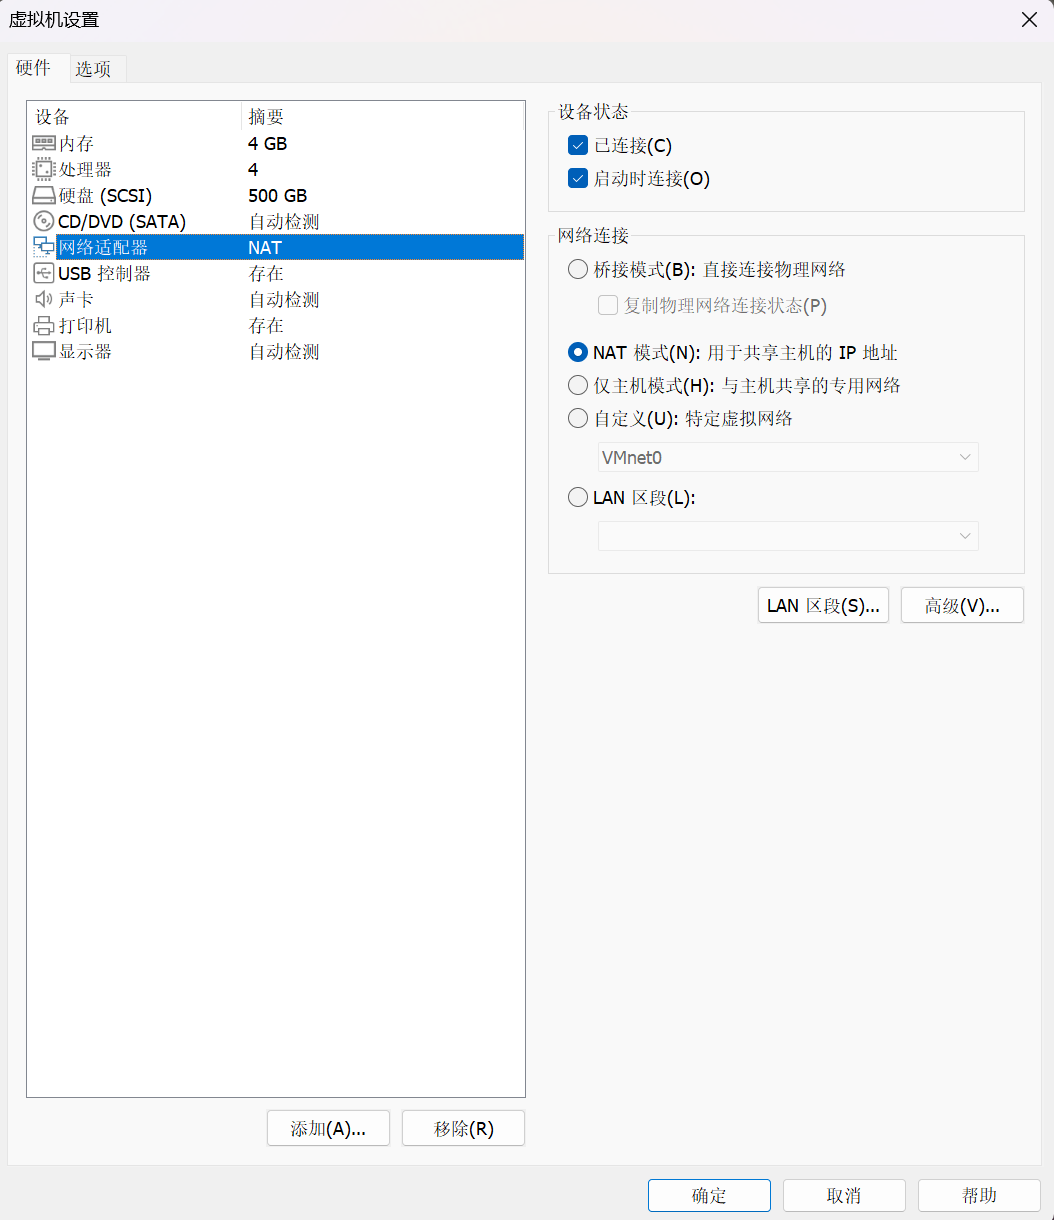 虚拟机设置
硬件 选项
设备 摘要
内存 4 GB
处理器 4
硬盘 (SCSI) 500 GB
CD/DVD (SATA) 自动检测
网络适配器 NAT
USB 控制器 存在
声卡 自动检测
打印机 存在
显示器 自动检测
添加(A)... 移除(R)
设备状态
已连接(C)
启动时连接(O)
网络连接
桥接模式(B): 直接连接物理网络
复制物理网络连接状态(P)
NAT 模式(N): 用于共享主机的 IP 地址
仅主机模式(H): 与主机共享的专用网络
自定义(U): 特定虚拟网络
VMnet0
LAN 区段(L):
LAN 区段(S)... 高级(V)...
确定 取消 帮助